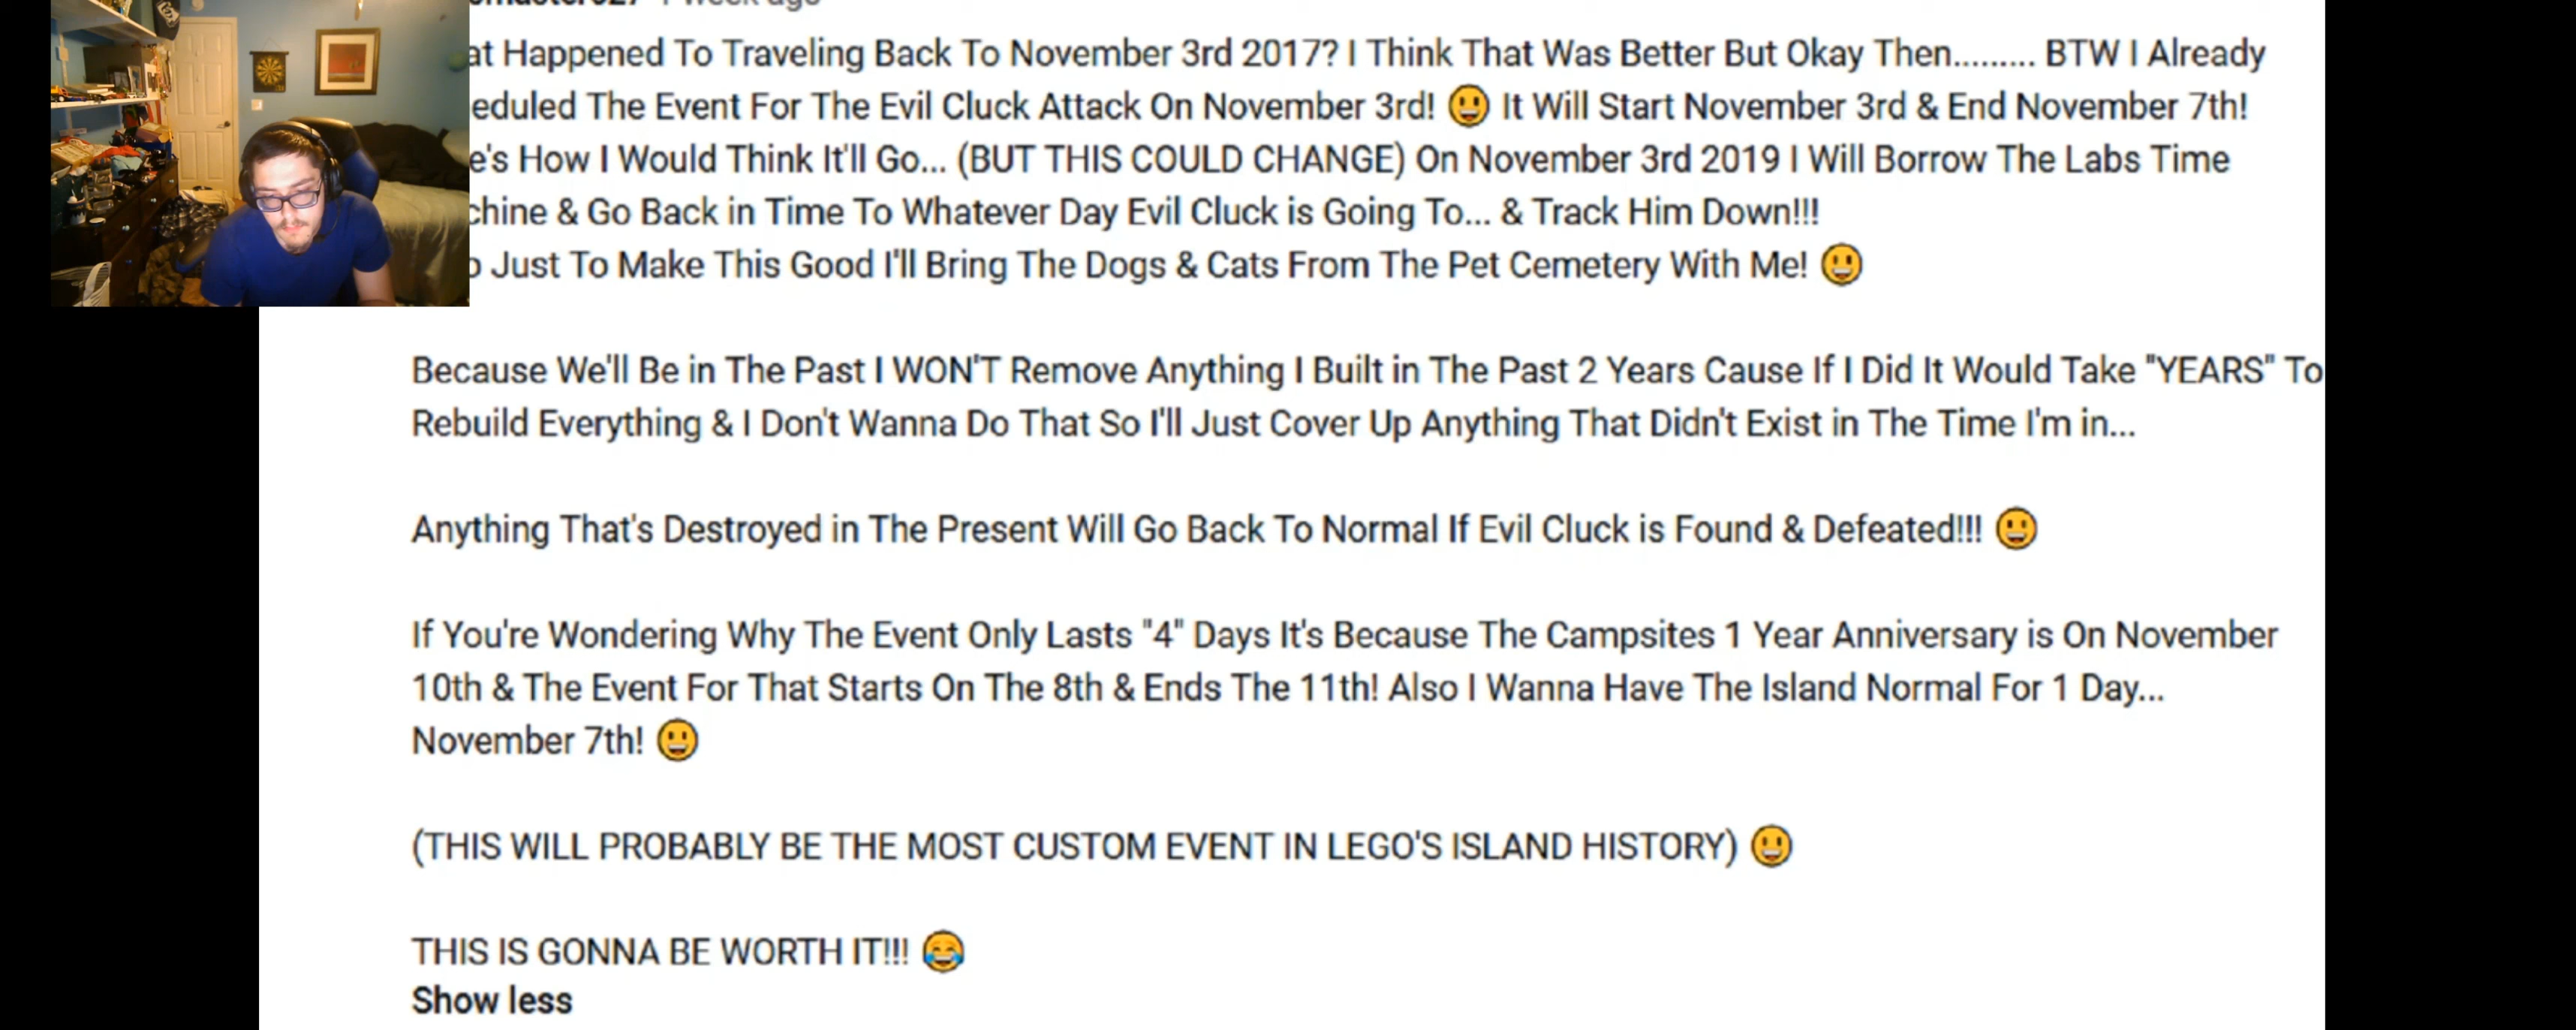 1 week ago
Happened To Traveling Back To November 3rd 2017? I Think That Was Better But Okay Then......... BTW I Already
The Event For The Evil Cluck Attack On November 3rd! 😀 It Will Start November 3rd & End November 7th!
How I Would Think It'll Go... (BUT THIS COULD CHANGE) On November 3rd 2019 I Will Borrow The Labs Time
& Go Back in Time To Whatever Day Evil Cluck is Going To... & Track Him Down!!!
Just To Make This Good I'll Bring The Dogs & Cats From The Pet Cemetery With Me! 😀
Because We'll Be in The Past I WON'T Remove Anything I Built in The Past 2 Years Cause If I Did It Would Take "YEARS" To
Rebuild Everything & I Don't Wanna Do That So I'll Just Cover Up Anything That Didn't Exist in The Time I'm in...
Anything That's Destroyed in The Present Will Go Back To Normal If Evil Cluck is Found & Defeated!!! 😀
If You're Wondering Why The Event Only Lasts "4" Days It's Because The Campsites 1 Year Anniversary is On November
10th & The Event For That Starts On The 8th & Ends The 11th! Also I Wanna Have The Island Normal For 1 Day...
November 7th! 😀
(THIS WILL PROBABLY BE THE MOST CUSTOM EVENT IN LEGO'S ISLAND HISTORY) 😀
THIS IS GONNA BE WORTH IT!!! 😂
Show less